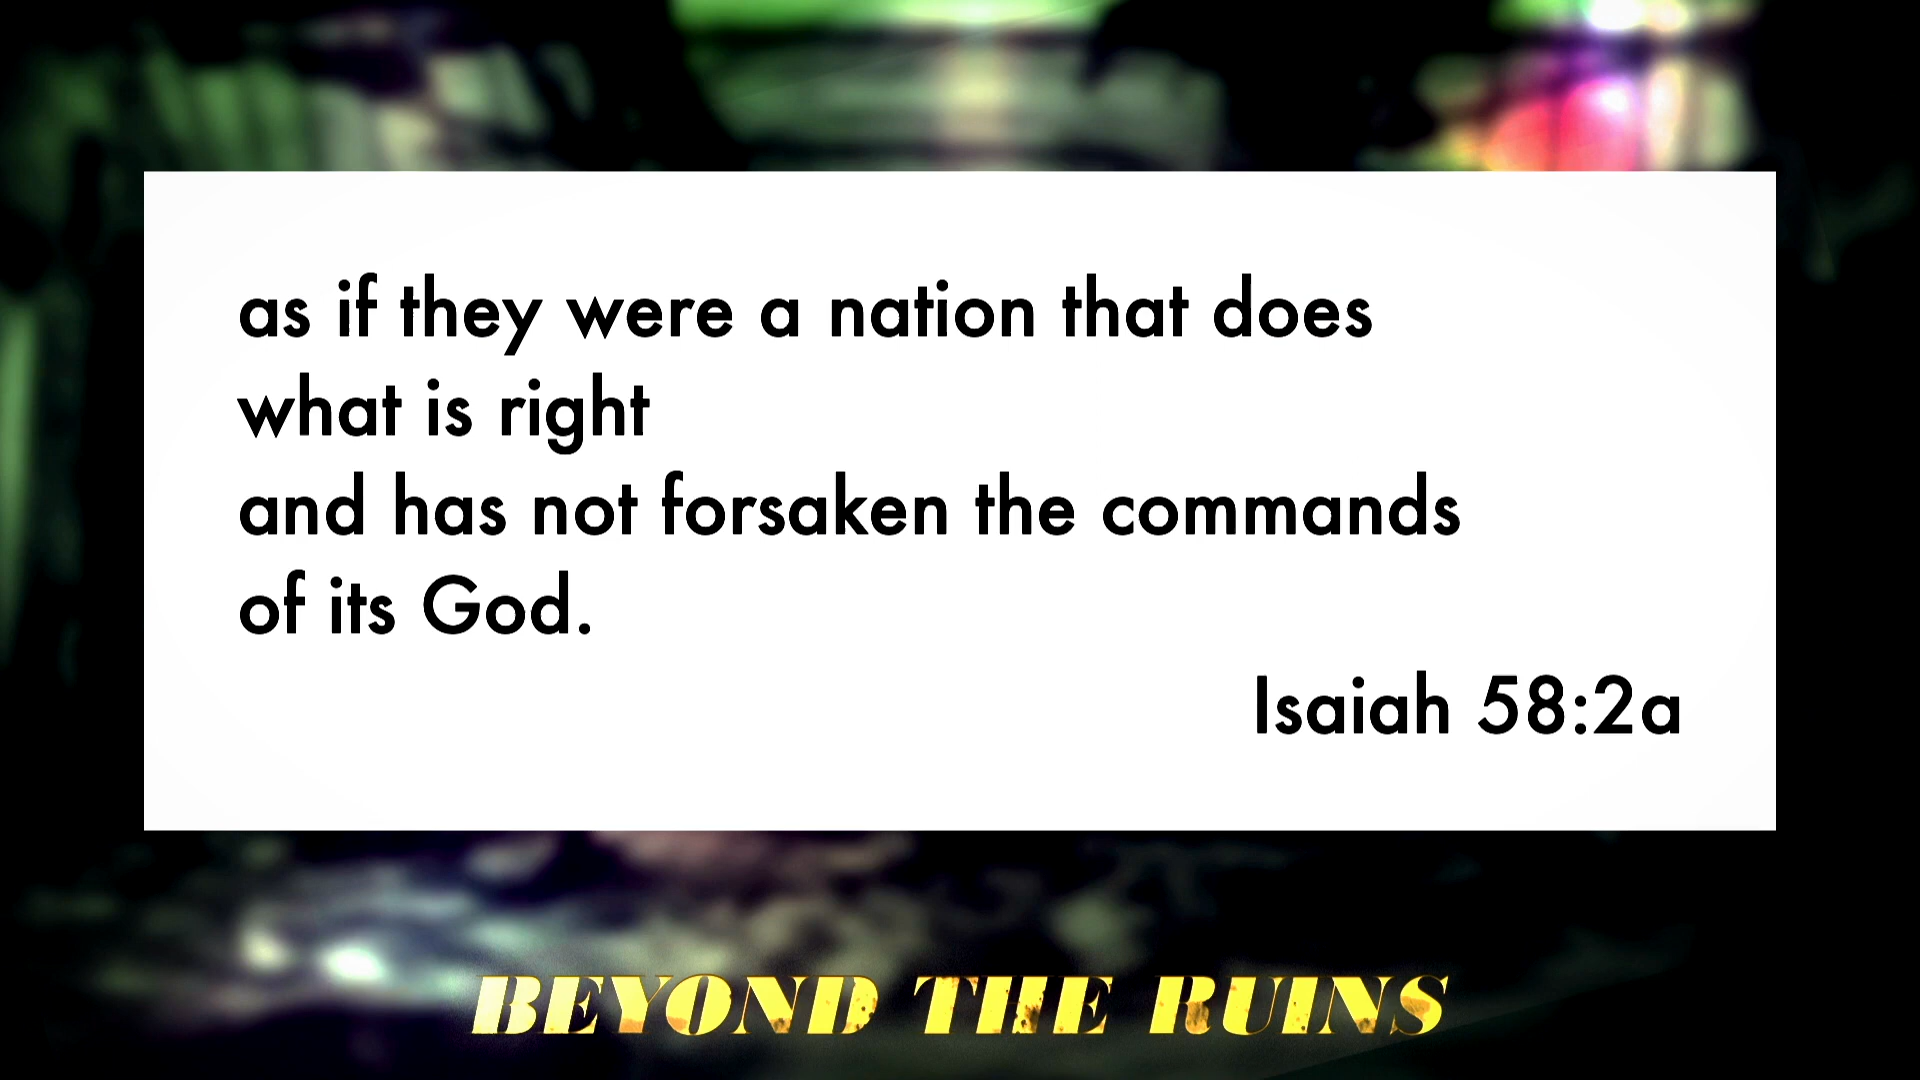 as if they were a nation that does
what is right
and has not forsaken the commands
of its God.
Isaiah 58:2a
BEYOND THE RUINS